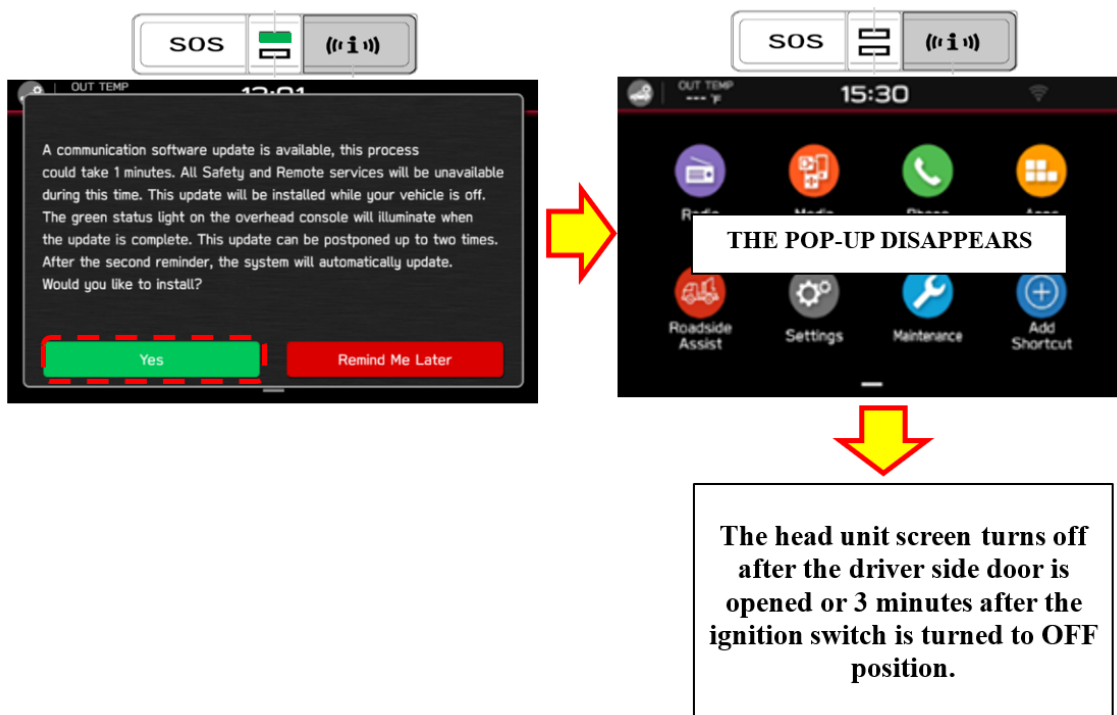 SOS
i
OUT TEMP
A communication software update is available, this process
could take 1 minutes. All Safety and Remote services will be unavailable
during this time. This update will be installed while your vehicle is off.
The green status light on the overhead console will illuminate when
the update is complete. This update can be postponed up to two times.
After the second reminder, the system will automatically update.
Would you like to install?
Yes
Remind Me Later
SOS
i
OUT TEMP
--- °F
15:30
THE POP-UP DISAPPEARS
Roadside
Assist
Settings
Maintenance
Add
Shortcut
The head unit screen turns off
after the driver side door is
opened or 3 minutes after the
ignition switch is turned to OFF
position.